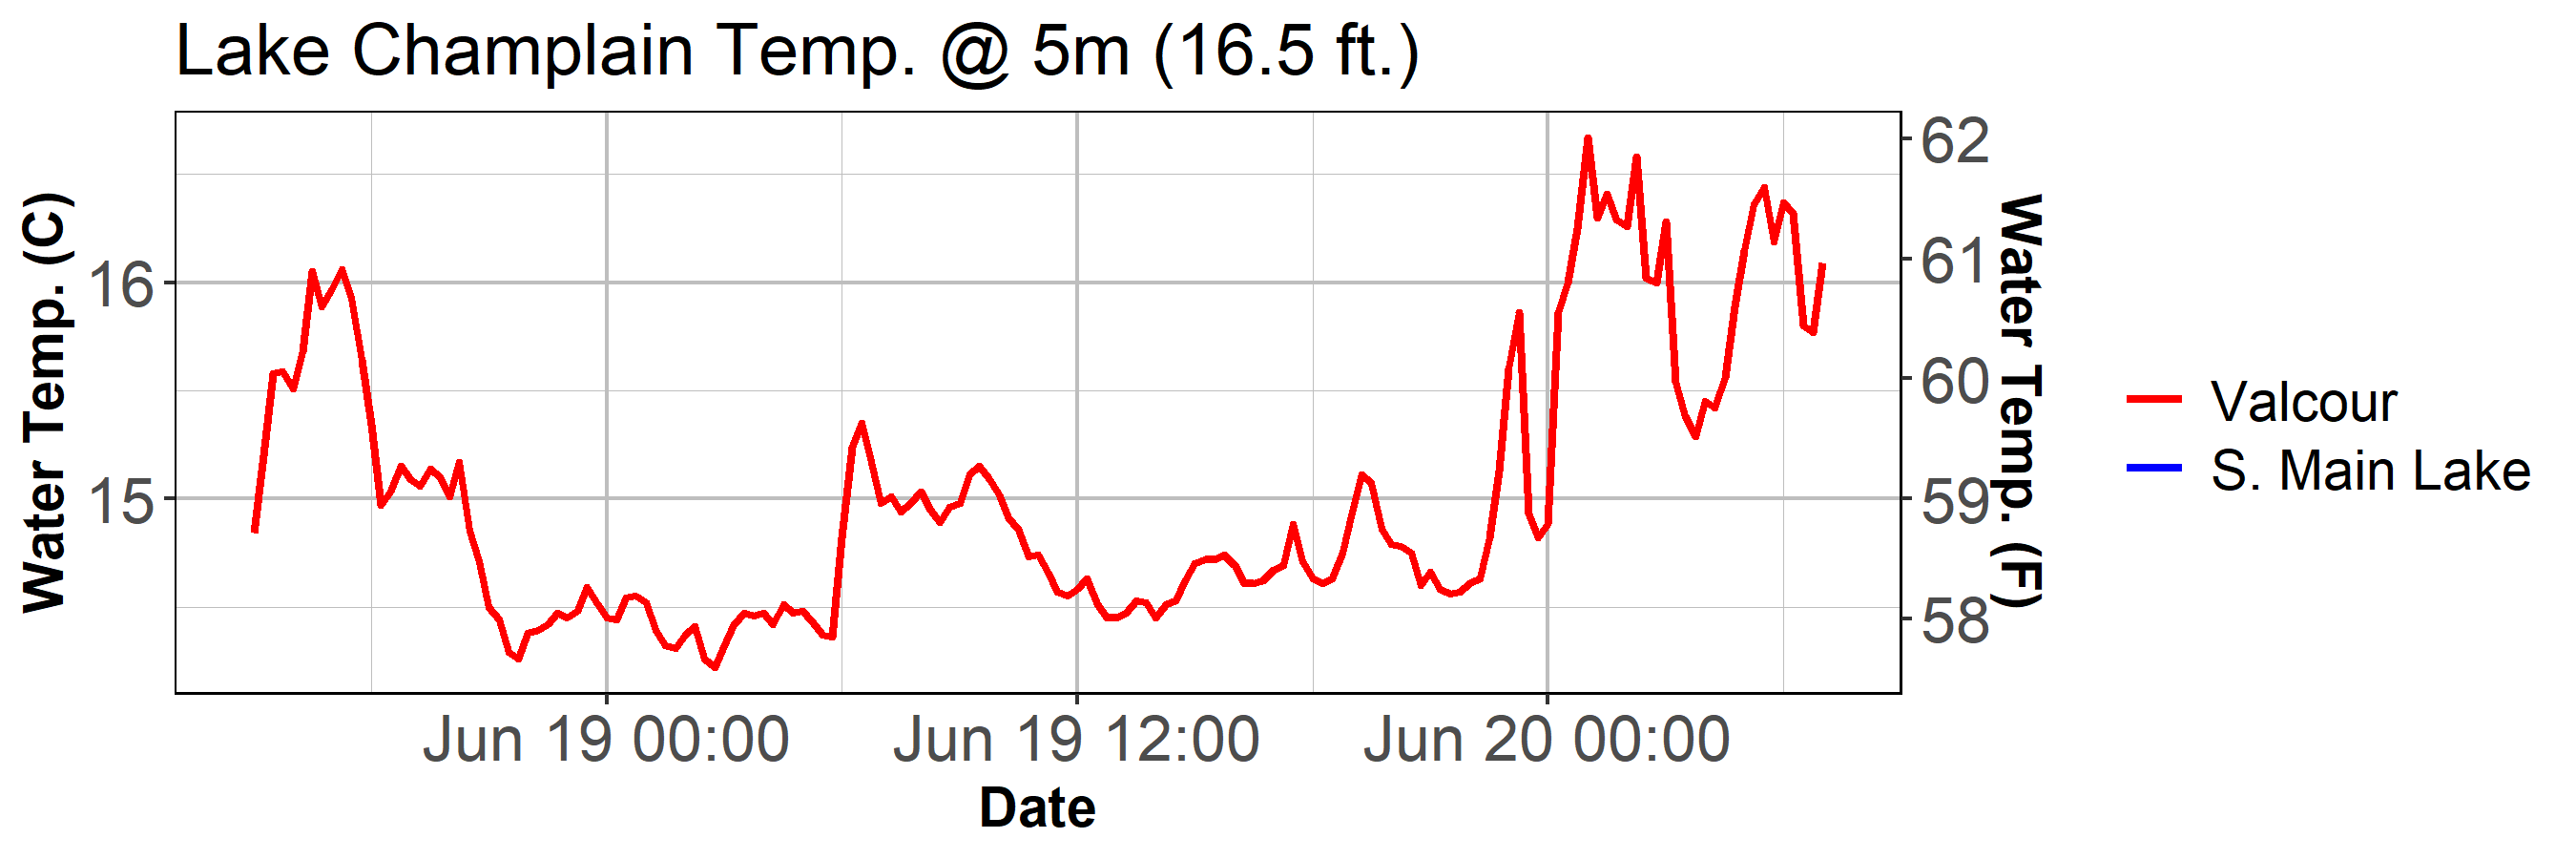 Lake Champlain Temp. @ 5m (16.5 ft.)
Water Temp. (C)
16
15
62
61
60
59
58
Water Temp. (F)
Jun 19 00:00
Jun 19 12:00
Jun 20 00:00
Date
Valcour
S. Main Lake